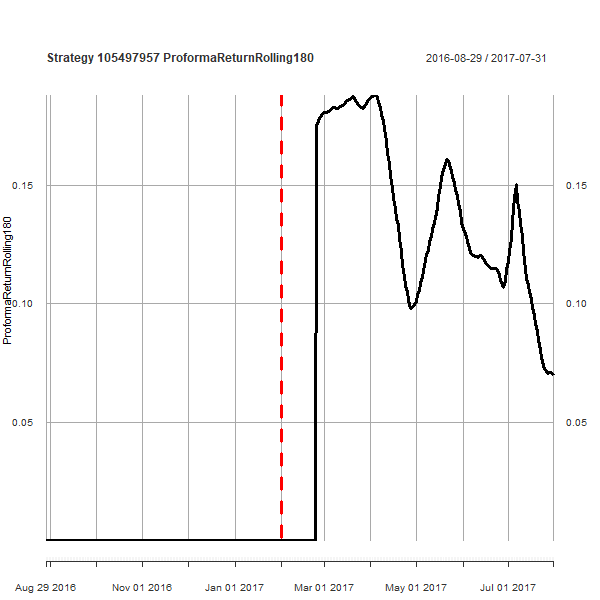 Strategy 105497957 ProformaReturnRolling180
2016-08-29 / 2017-07-31
ProformaReturnRolling180
0.15
0.15
0.10
0.10
0.05
0.05
Aug 29 2016
Nov 01 2016
Jan 01 2017
Mar 01 2017
May 01 2017
Jul 01 2017